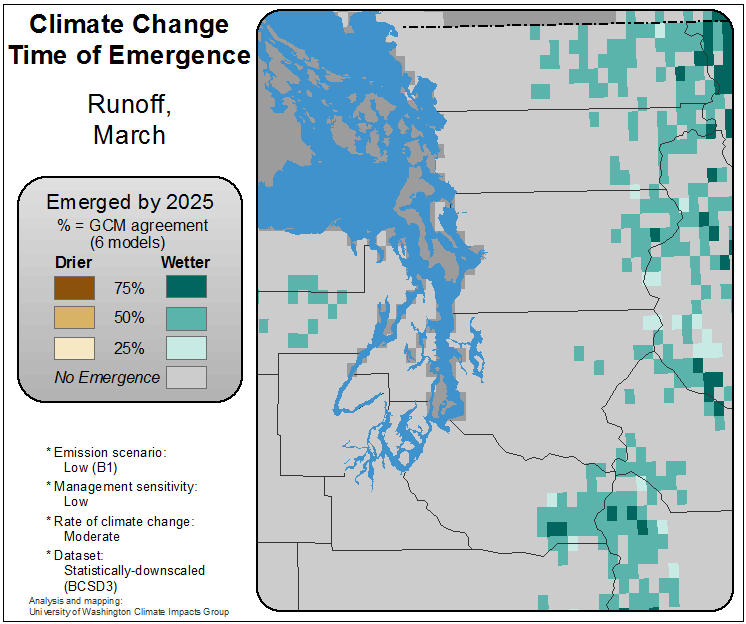 Climate Change
Time of Emergence
Runoff,
March
Emerged by 2025
% = GCM agreement
(6 models)
Drier Wetter
75%
50%
25%
No Emergence
* Emission scenario:
Low (B1)
* Management sensitivity:
Low
* Rate of climate change:
Moderate
* Dataset:
Statistically-downscaled
(BCSD3)
Analysis and mapping:
University of Washington Climate Impacts Group